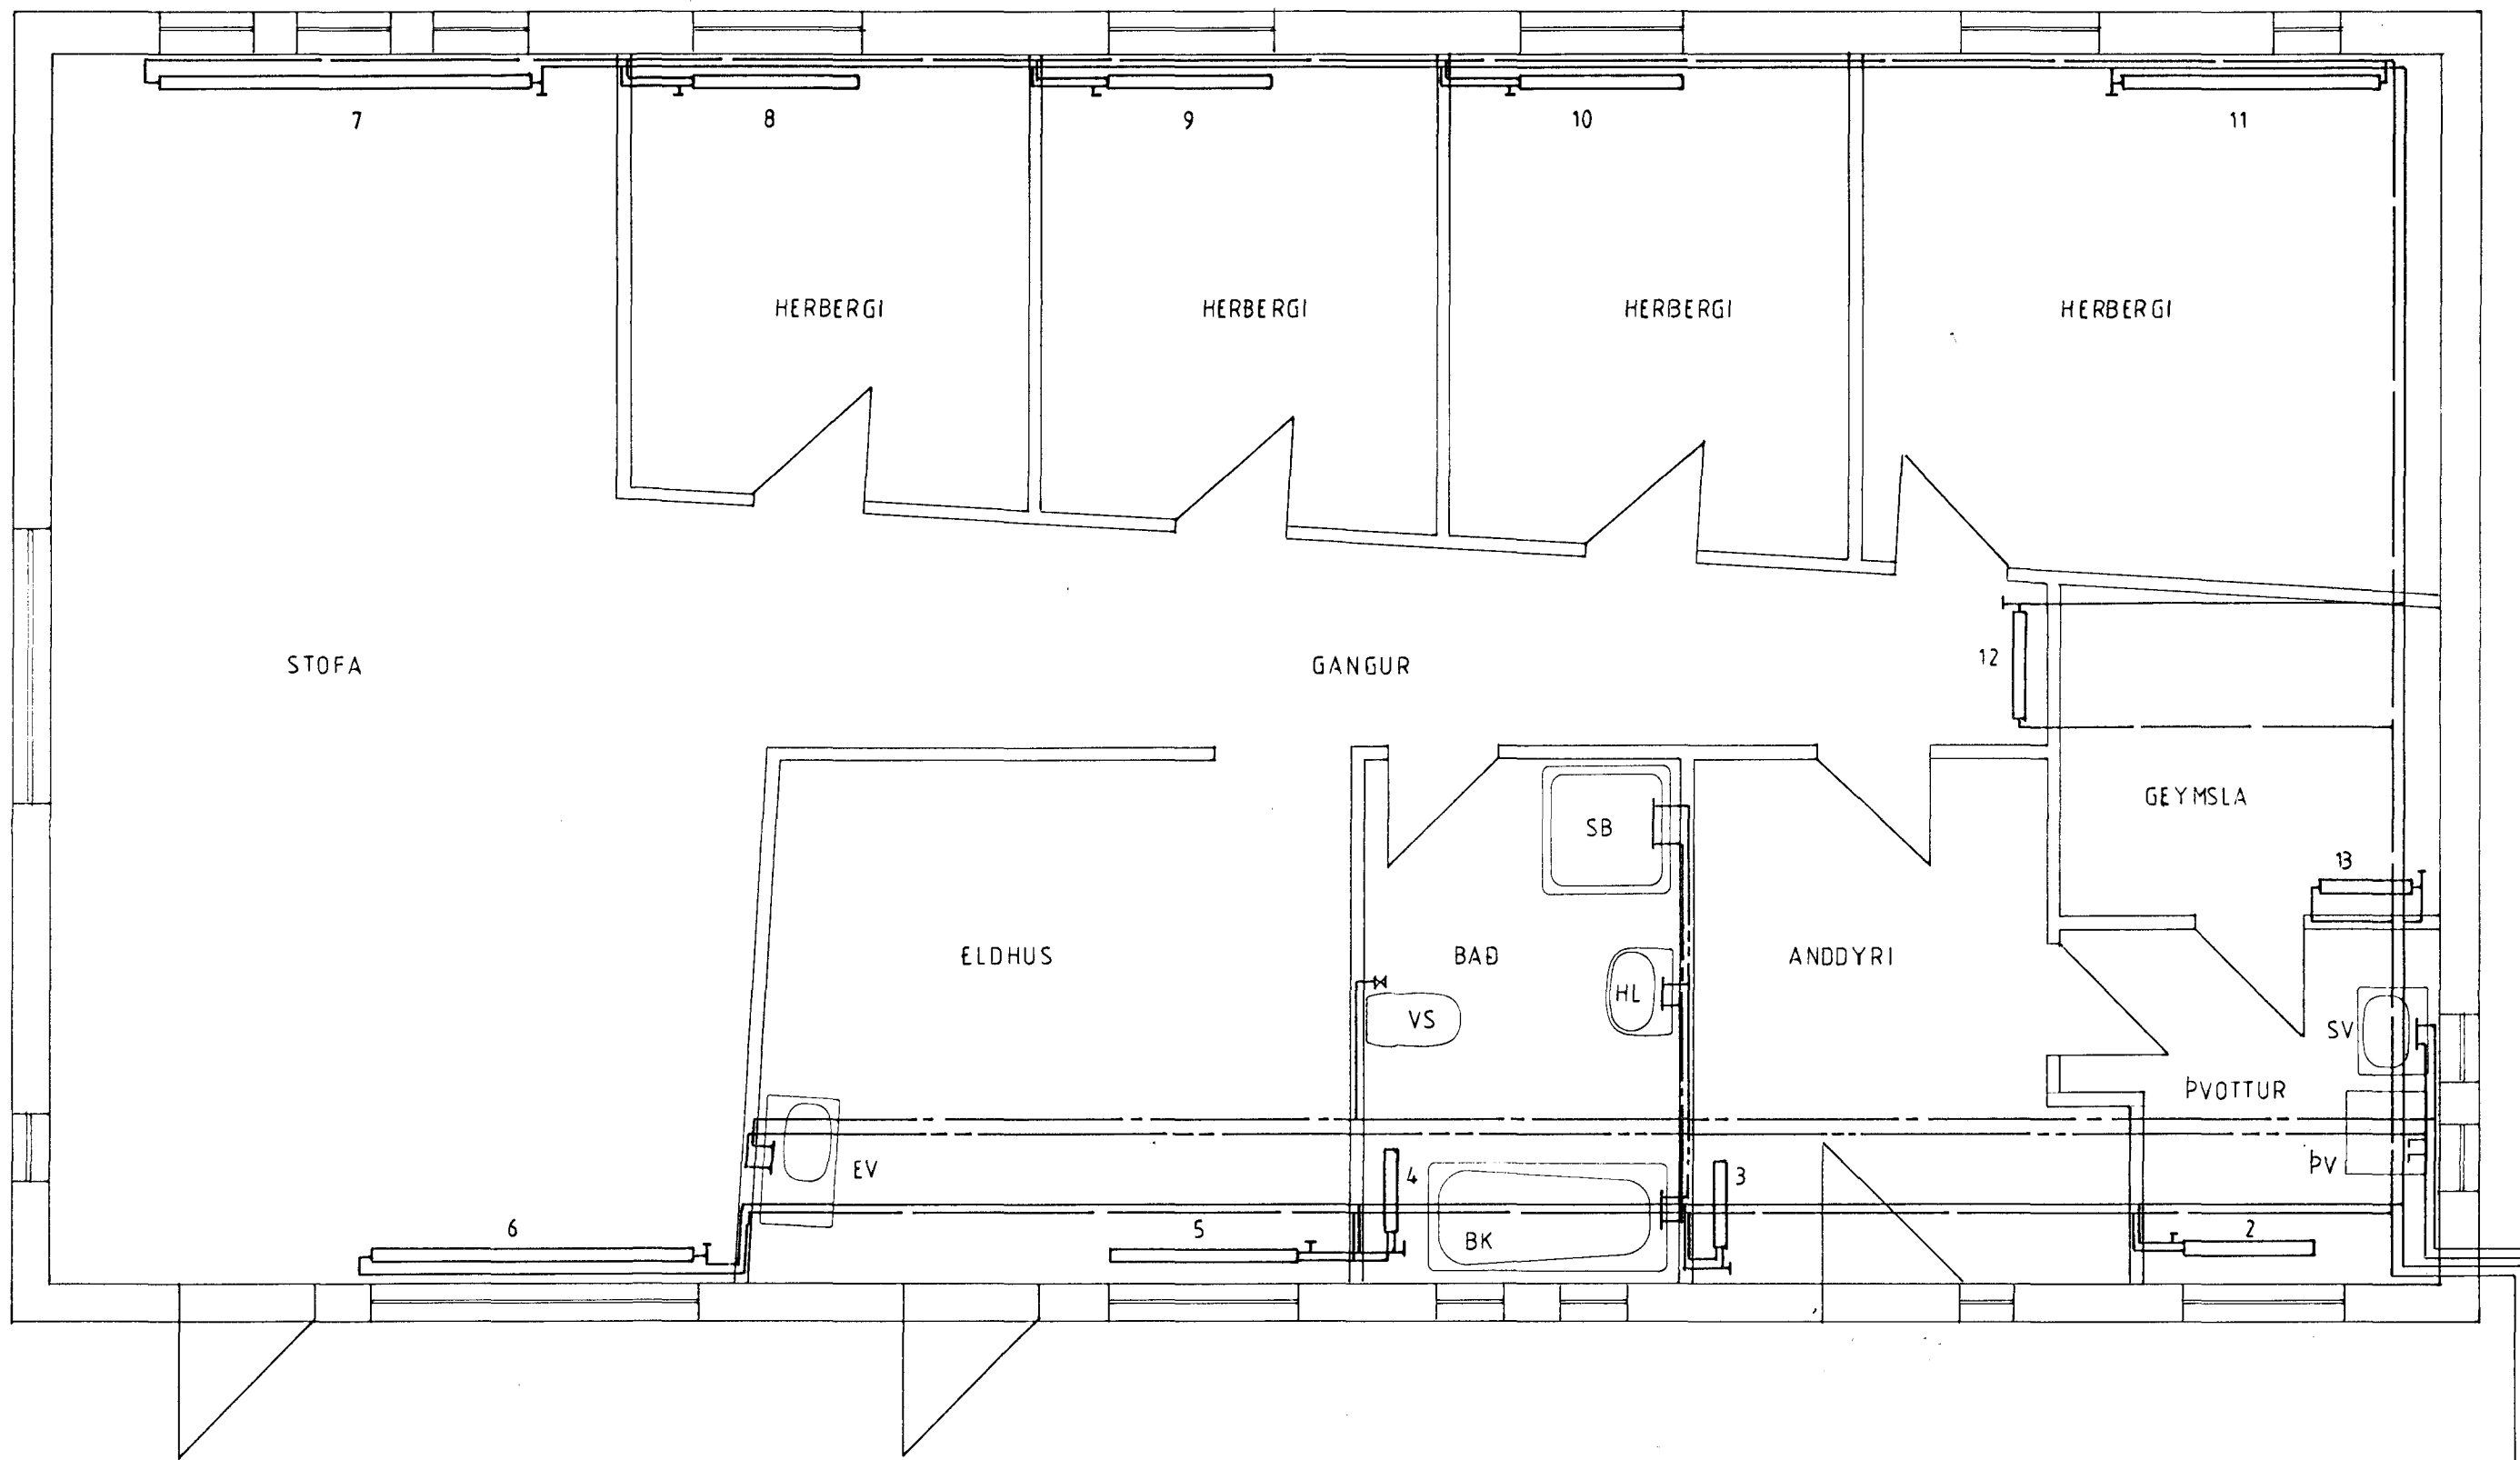 7
8
9
10
11
HERBERGI
HERBERGI
HERBERGI
HERBERGI
STOFA
GANGUR
12
GEYMSLA
SB
13
ELDHUS
BAÐ
ANDDYRI
HL
VS
SV
ÞVOTTUR
EV
4
3
ÞV
6
5
BK
2